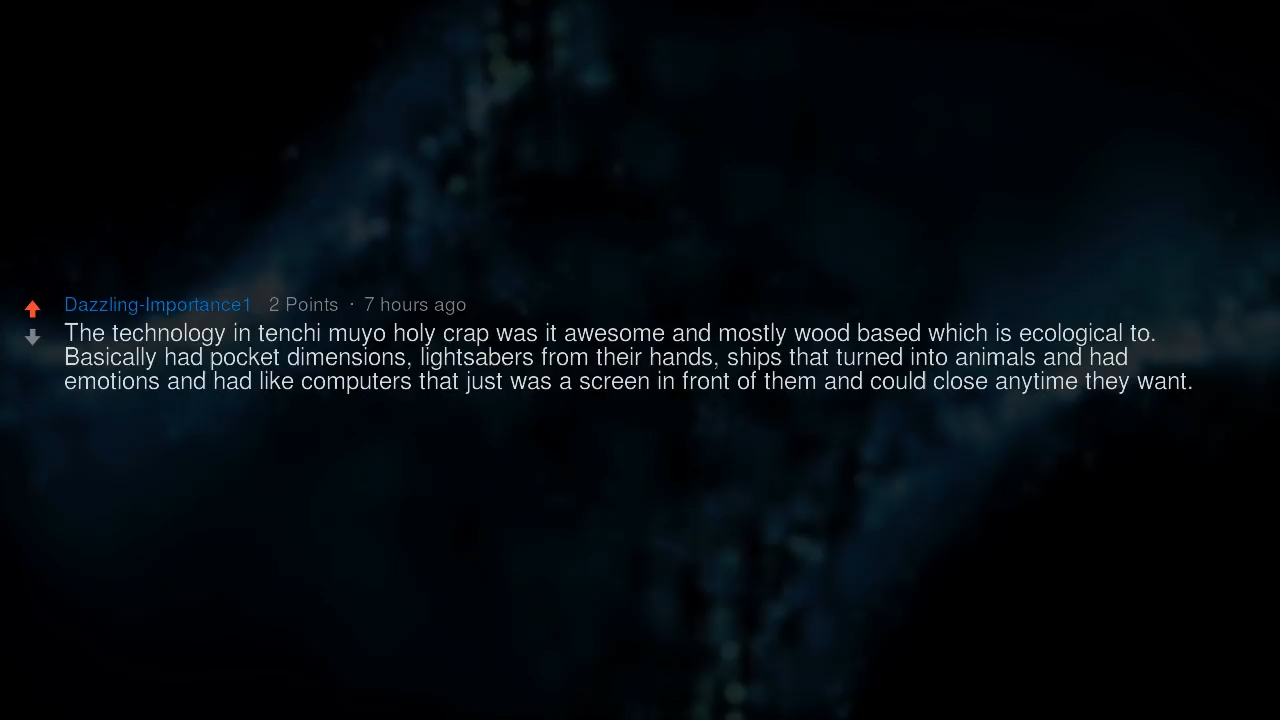 Dazzling-Importance1 2 Points · 7 hours ago
The technology in tenchi muyo holy crap was it awesome and mostly wood based which is ecological to.
Basically had pocket dimensions, lightsabers from their hands, ships that turned into animals and had
emotions and had like computers that just was a screen in front of them and could close anytime they want.